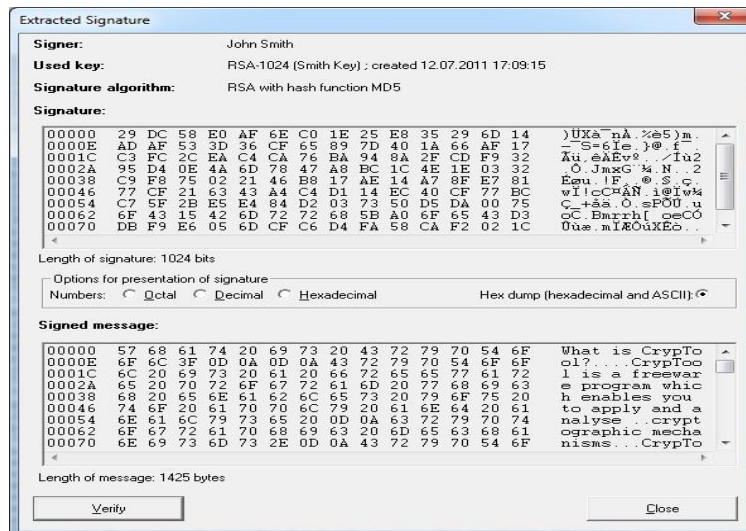 Extracted Signature
Signer: John Smith
Used key: RSA-1024 (Smith Key) ; created 12.07.2011 17:09:15
Signature algorithm: RSA with hash function MD5
Signature:
00000 29 DC 58 E0 AF 6E C0 1E 25 E8 35 29 6D 14 )ÜXà¯nÀ.%è5)m.
0000E AD AF 53 3D 36 CF 65 89 7D 40 1A 66 AF 17
0001C C3 FC 2C EA C4 CA 76 BA 94 8A 2F CD F9 32
0002A 95 D4 0E 4A 6D 78 47 A8 BC 1C 4E 1E 03 32 .Ô.JmxG¨¼.N..2
00038 C9 F8 75 02 21 46 B8 17 AE 14 A7 8F E7 81 Éøu.!F¸.®.§.ç.
00046 77 CF 21 63 43 A4 C4 D1 14 EC 40 CF 77 BC
00054 C7 5F 2B E5 E4 84 D2 03 73 50 D5 DA 00 75 Ç_+åä.Ò.sPÕÚ.u
00062 6F 43 15 42 6D 72 72 68 5B A0 6F 65 43 D3 oC.Bmrrh[ oeCÓ
00070 DB F9 E6 05 6D CF C6 D4 FA 58 CA F2 02 1C Ûùæ.mÏÆÔúXÊò..
Length of signature: 1024 bits
Options for presentation of signature
Numbers: Octal Decimal Hexadecimal Hex dump (hexadecimal and ASCII):
Signed message:
00000 57 68 61 74 20 69 73 20 43 72 79 70 54 6F What is CrypTo
0000E 6F 6C 3F 0D 0A 0D 0A 43 72 79 70 54 6F 6F ol?....CrypToo
0001C 6C 20 69 73 20 61 20 66 72 65 65 77 61 72 l is a freewar
0002A 65 20 70 72 6F 67 72 61 6D 20 77 68 69 63 e program whic
00038 68 20 65 6E 61 62 6C 65 73 20 79 6F 75 20 h enables you
00046 74 6F 20 61 70 70 6C 79 20 61 6E 64 20 61 to apply and a
00054 6E 61 6C 79 73 65 20 0D 0A 63 72 79 70 74 nalyse ..crypt
00062 6F 67 72 61 70 68 69 63 20 6D 65 63 68 61 ographic mecha
00070 6E 69 73 6D 73 2E 0D 0A 43 72 79 70 54 6F nisms...CrypTo
Length of message: 1425 bytes
Verify Close